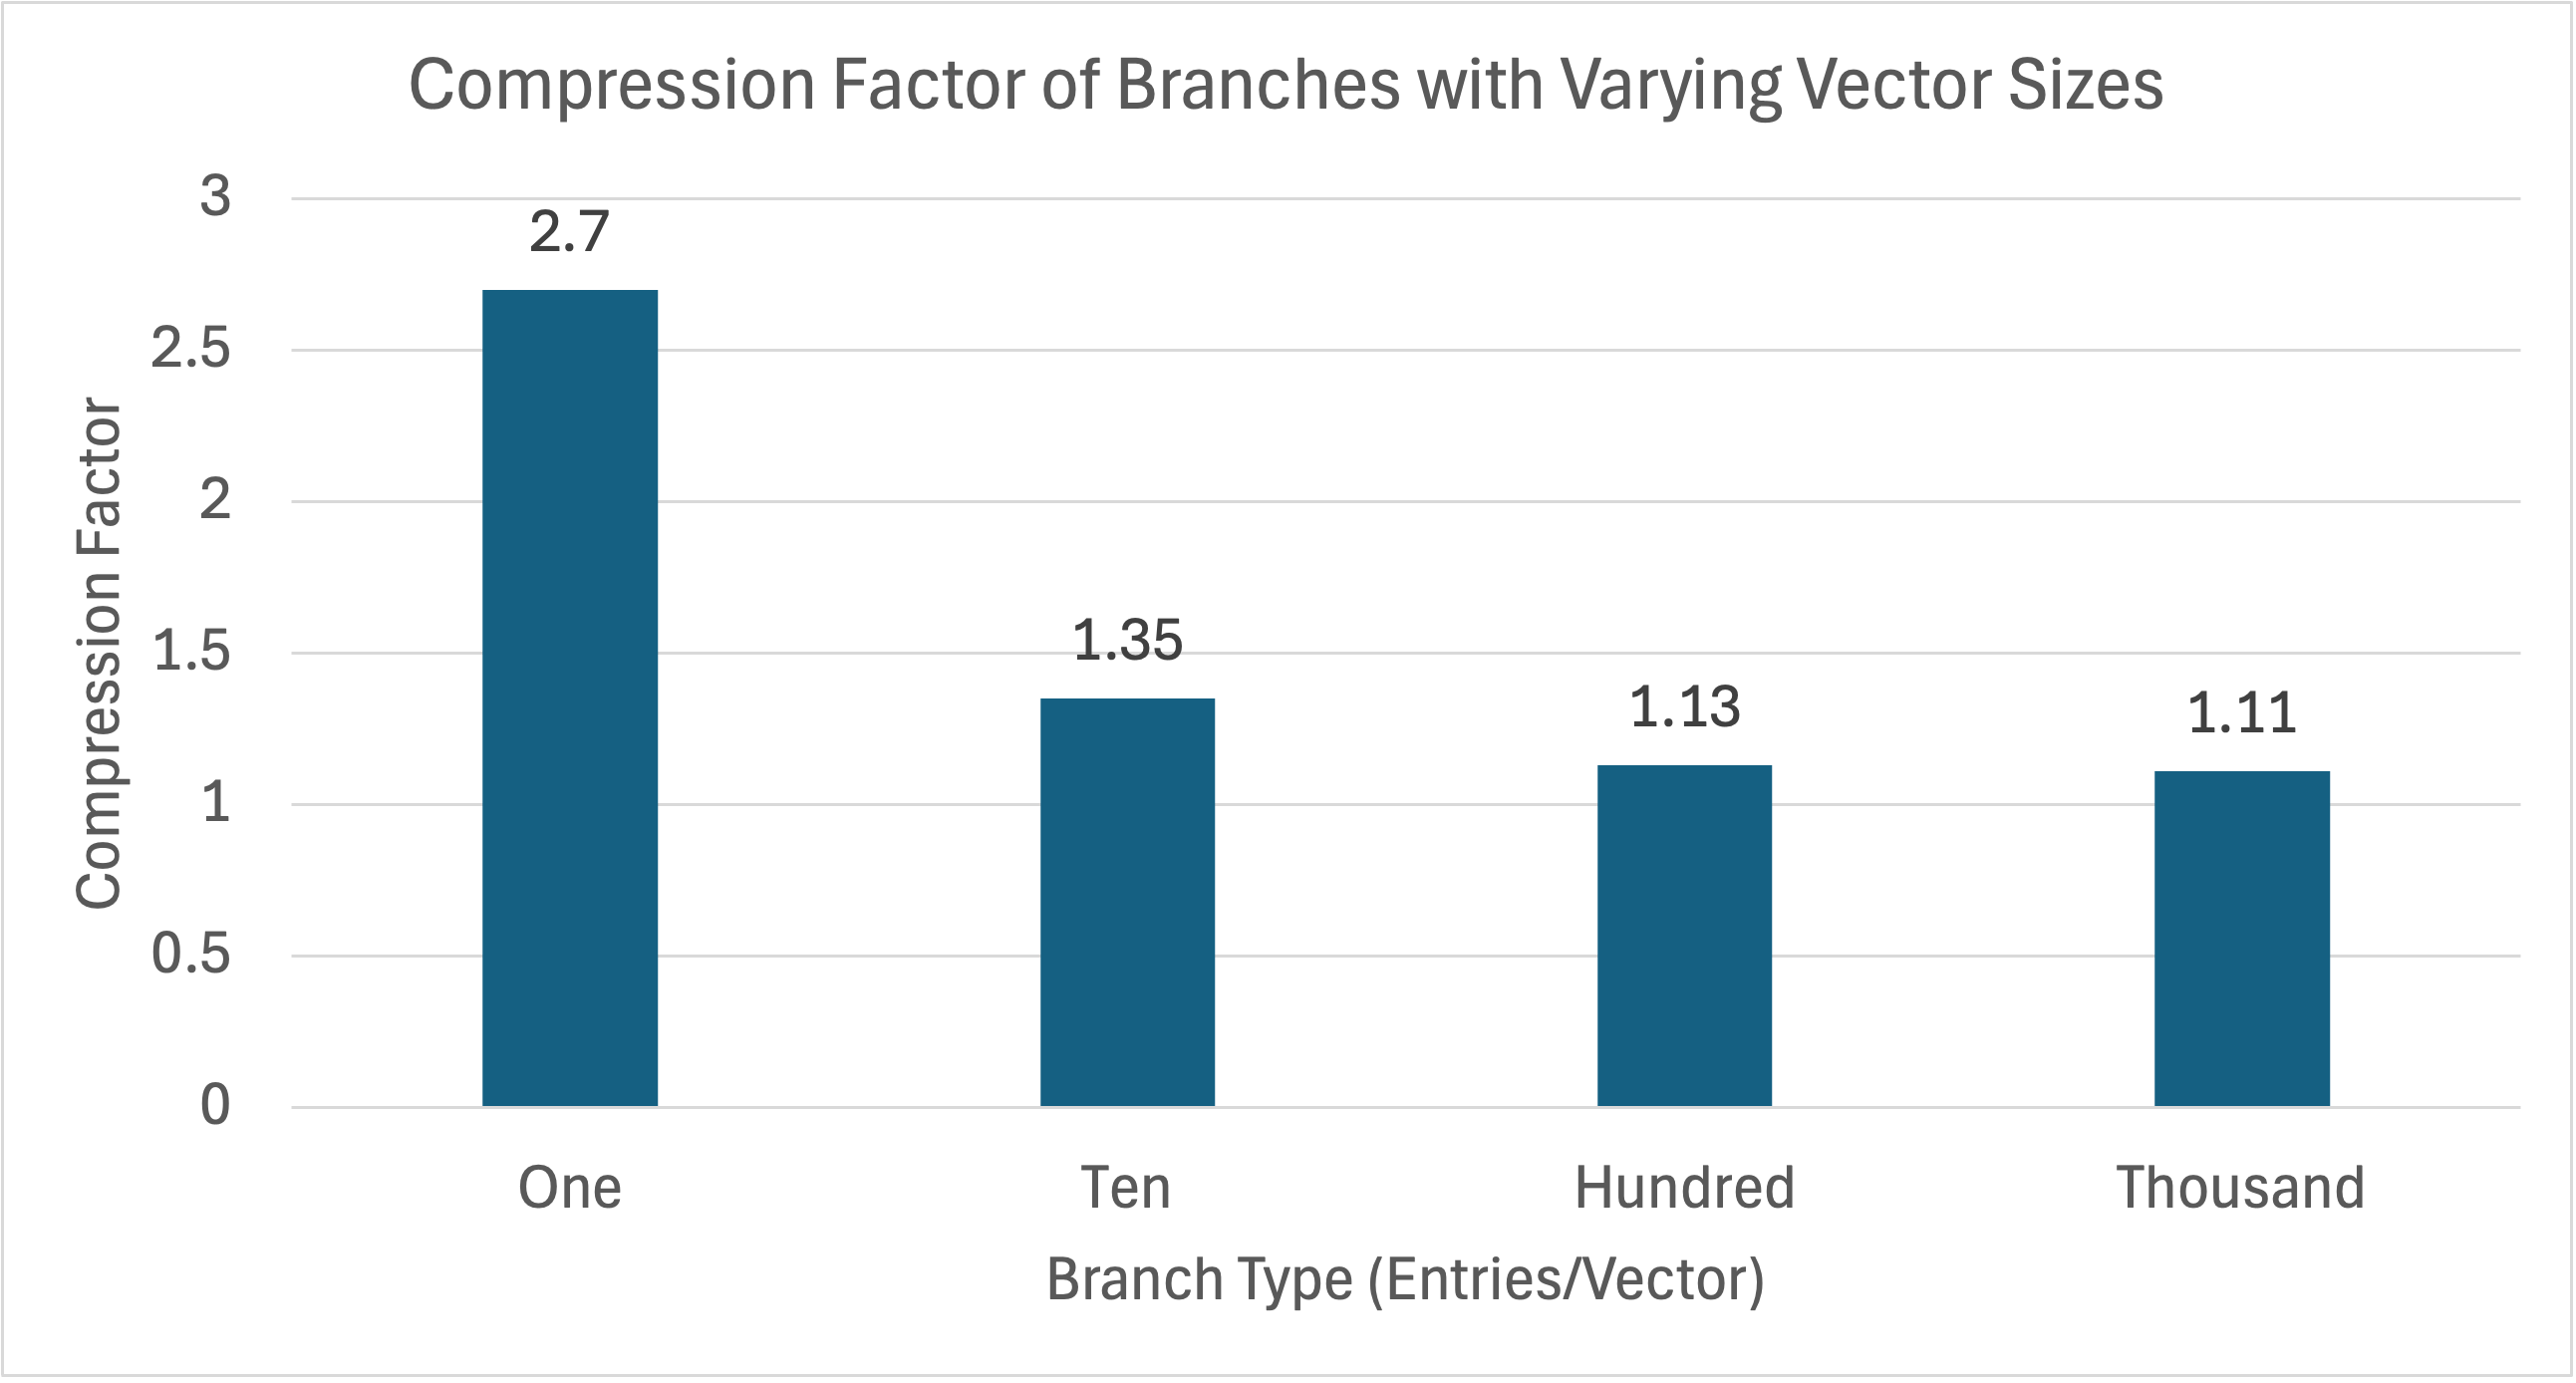 Compression Factor of Branches with Varying Vector Sizes
3
2.7
2.5
2
1.5
1.35
1.13
1.11
1
0.5
0
Compression Factor
One
Ten
Hundred
Thousand
Branch Type (Entries/Vector)